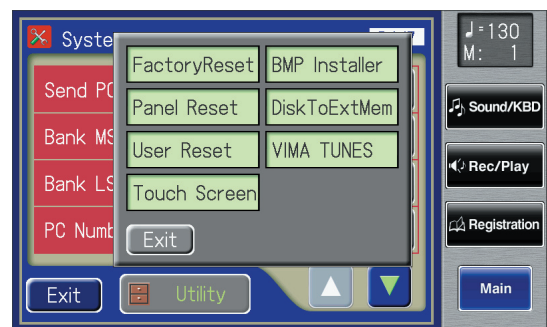 Syste
♩=130
M: 1
FactoryReset BMP Installer
Send PC
Panel Reset DiskToExtMem
Sound/KBD
Bank MS
User Reset VIMA TUNES
Rec/Play
Bank LS
Touch Screen
PC Numb
Exit
Registration
Exit Utility Main